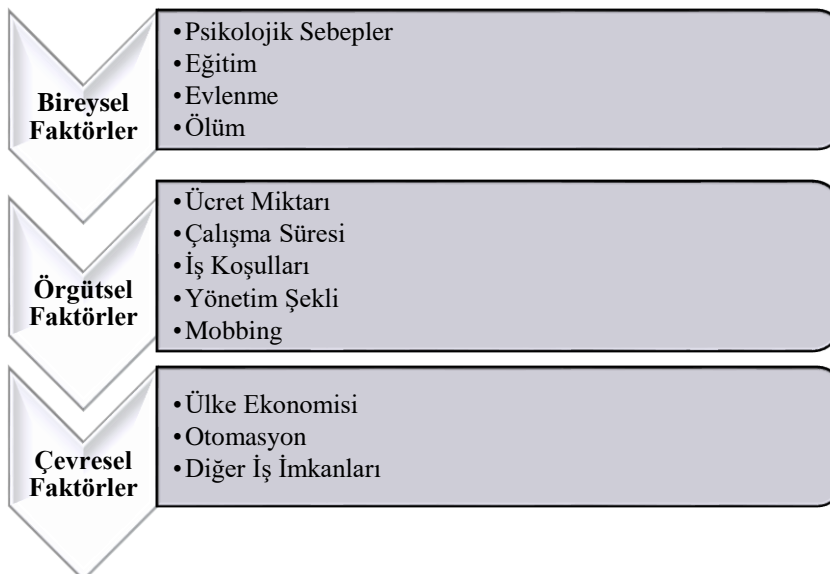 Bireysel
Faktörler
•Psikolojik Sebepler
•Eğitim
•Evlenme
•Ölüm
Örgütsel
Faktörler
•Ücret Miktarı
•Çalışma Süresi
•İş Koşulları
•Yönetim Şekli
•Mobbing
Çevresel
Faktörler
•Ülke Ekonomisi
•Otomasyon
•Diğer İş İmkanları